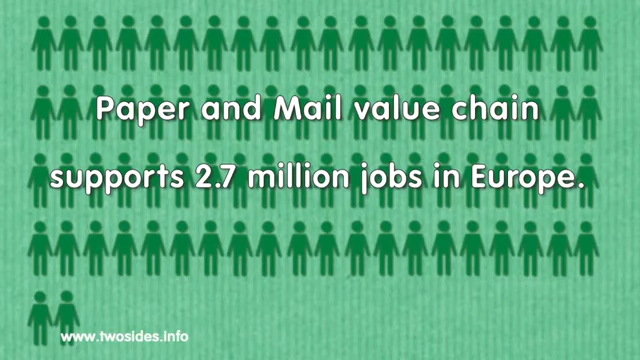 Paper and Mail value chain
supports 2.7 million jobs in Europe.
www.twosides.info